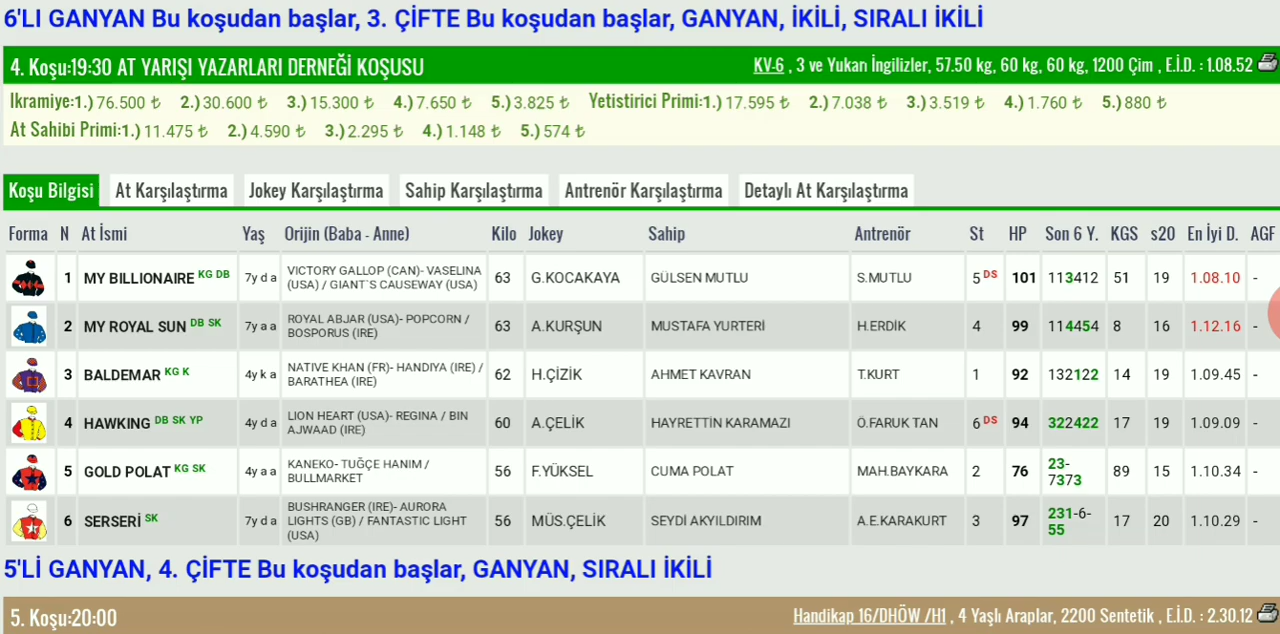 6'LI GANYAN Bu koşudan başlar, 3. ÇİFTE Bu koşudan başlar, GANYAN, İKİLİ, SIRALI İKİLİ
4. Koşu:19:30 AT YARIŞI YAZARLARI DERNEĞİ KOŞUSU KV-6 , 3 ve Yukarı İngilizler, 57.50 kg, 60 kg, 60 kg, 1200 Çim , E.İ.D. : 1.08.52
Ikramiye:1.) 76.500 ₺ 2.) 30.600 ₺ 3.) 15.300 ₺ 4.) 7.650 ₺ 5.) 3.825 ₺ Yetistirici Primi:1.) 17.595 ₺ 2.) 7.038 ₺ 3.) 3.519 ₺ 4.) 1.760 ₺ 5.) 880 ₺
At Sahibi Primi:1.) 11.475 ₺ 2.) 4.590 ₺ 3.) 2.295 ₺ 4.) 1.148 ₺ 5.) 574 ₺
Koşu Bilgisi At Karşılaştırma Jokey Karşılaştırma Sahip Karşılaştırma Antrenör Karşılaştırma Detaylı At Karşılaştırma
Forma N At İsmi Yaş Orijin (Baba - Anne) Kilo Jokey Sahip Antrenör St HP Son 6 Y. KGS s20 En İyi D. AGF
1 MY BILLIONAIRE KG DB 7y d a VICTORY GALLOP (CAN)- VASELINA (USA) / GIANT`S CAUSEWAY (USA) 63 G.KOCAKAYA GÜLSEN MUTLU S.MUTLU 5 DS 101 113412 51 19 1.08.10 -
2 MY ROYAL SUN DB SK 7y a a ROYAL ABJAR (USA)- POPCORN / BOSPORUS (IRE) 63 A.KURŞUN MUSTAFA YURTERİ H.ERDİK 4 99 114454 8 16 1.12.16 -
3 BALDEMAR KG K 4y k a NATIVE KHAN (FR)- HANDIYA (IRE) / BARATHEA (IRE) 62 H.ÇİZİK AHMET KAVRAN T.KURT 1 92 132122 14 19 1.09.45 -
4 HAWKING DB SK YP 4y d a LION HEART (USA)- REGINA / BIN AJWAAD (IRE) 60 A.ÇELİK HAYRETTİN KARAMAZI Ö.FARUK TAN 6 DS 94 322422 17 19 1.09.09 -
5 GOLD POLAT KG SK 4y a a KANEKO- TUĞÇE HANIM / BULLMARKET 56 F.YÜKSEL CUMA POLAT MAH.BAYKARA 2 76 23-7373 89 15 1.10.34 -
6 SERSERİ SK 7y d a BUSHRANGER (IRE)- AURORA LIGHTS (GB) / FANTASTIC LIGHT (USA) 56 MÜS.ÇELİK SEYDİ AKYILDIRIM A.E.KARAKURT 3 97 231-6-55 17 20 1.10.29 -
5'Lİ GANYAN, 4. ÇİFTE Bu koşudan başlar, GANYAN, SIRALI İKİLİ
5. Koşu:20:00 Handikap 16/DHÖW /H1 , 4 Yaşlı Araplar, 2200 Sentetik , E.İ.D. : 2.30.12